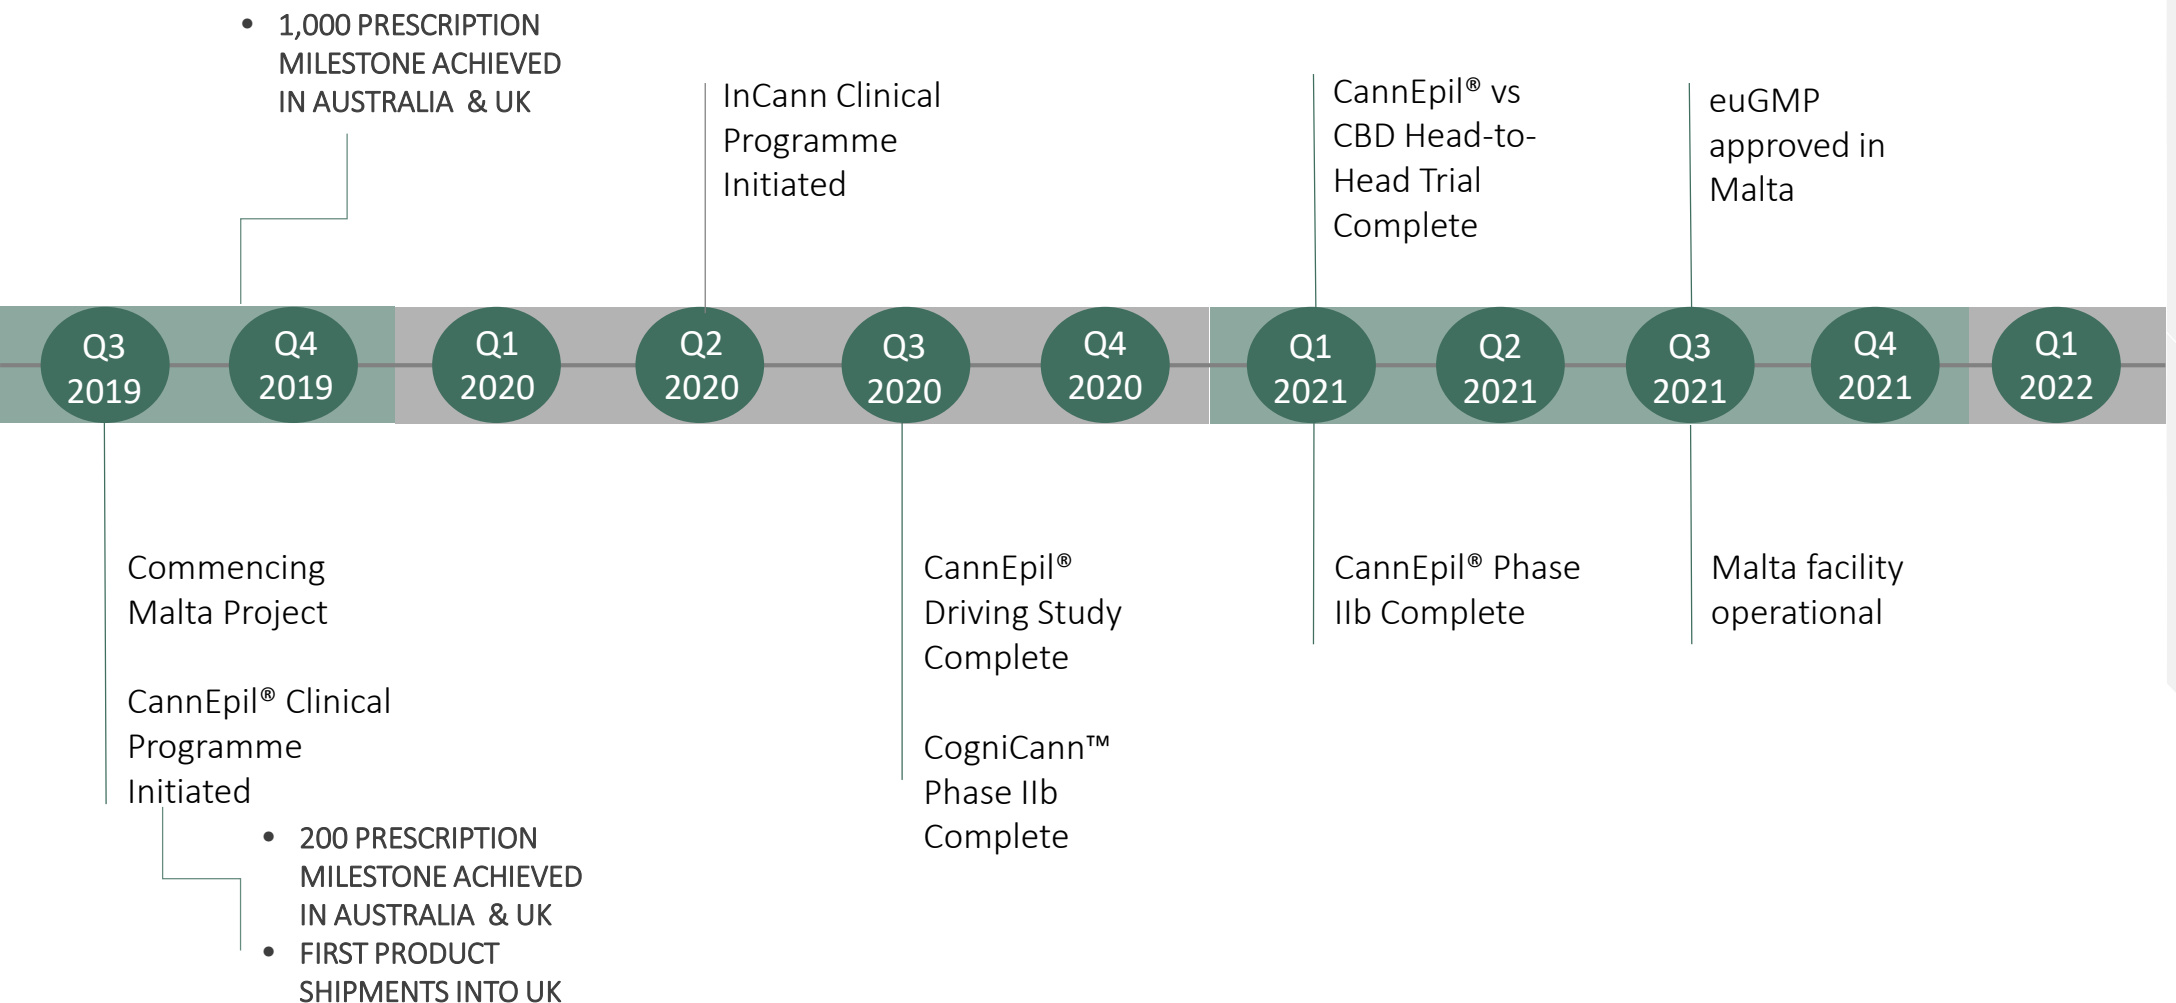 • 1,000 PRESCRIPTION
MILESTONE ACHIEVED
IN AUSTRALIA & UK
InCann Clinical
Programme
Initiated
CannEpil® vs
CBD Head-to-
Head Trial
Complete
euGMP
approved in
Malta
Q3
2019
Q4
2019
Q1
2020
Q2
2020
Q3
2020
Q4
2020
Q1
2021
Q2
2021
Q3
2021
Q4
2021
Q1
2022
Commencing
Malta Project
CannEpil® Clinical
Programme
Initiated
• 200 PRESCRIPTION
MILESTONE ACHIEVED
IN AUSTRALIA & UK
• FIRST PRODUCT
SHIPMENTS INTO UK
CannEpil®
Driving Study
Complete
CogniCann™
Phase IIb
Complete
CannEpil® Phase
IIb Complete
Malta facility
operational